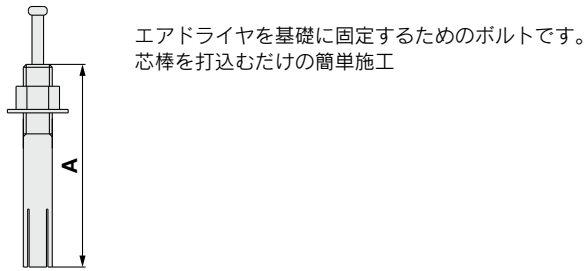 エアドライヤを基礎に固定するためのボルトです。
芯棒を打込むだけの簡単施工
A